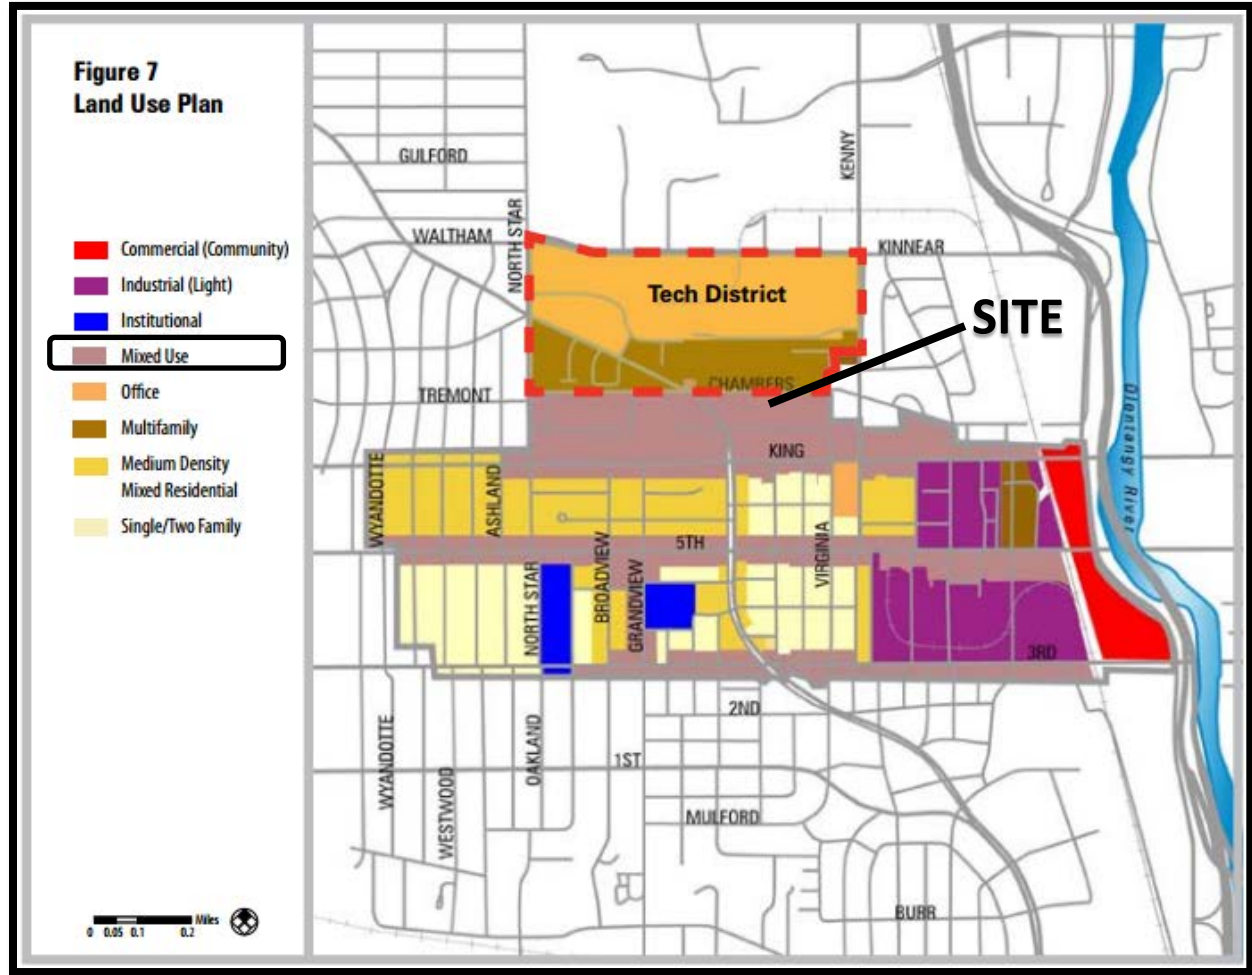 Figure 7
Land Use Plan
Commercial (Community)
Industrial (Light)
Institutional
Mixed Use
Office
Multifamily
Medium Density
Mixed Residential
Single/Two Family
Miles
0 0.05 0.1 0.2
GULFORD
KENNY
WALTHAM
NORTH STAR
KINNEAR
Tech District
SITE
TREMONT
CHAMBERS
Olentangy River
KING
WYANDOTTE
ASHLAND
5TH
BROADVIEW
VIRGINIA
NORTH STAR
GRANDVIEW
3RD
2ND
WYANDOTTE
OAKLAND
1ST
WESTWOOD
MULFORD
BURR